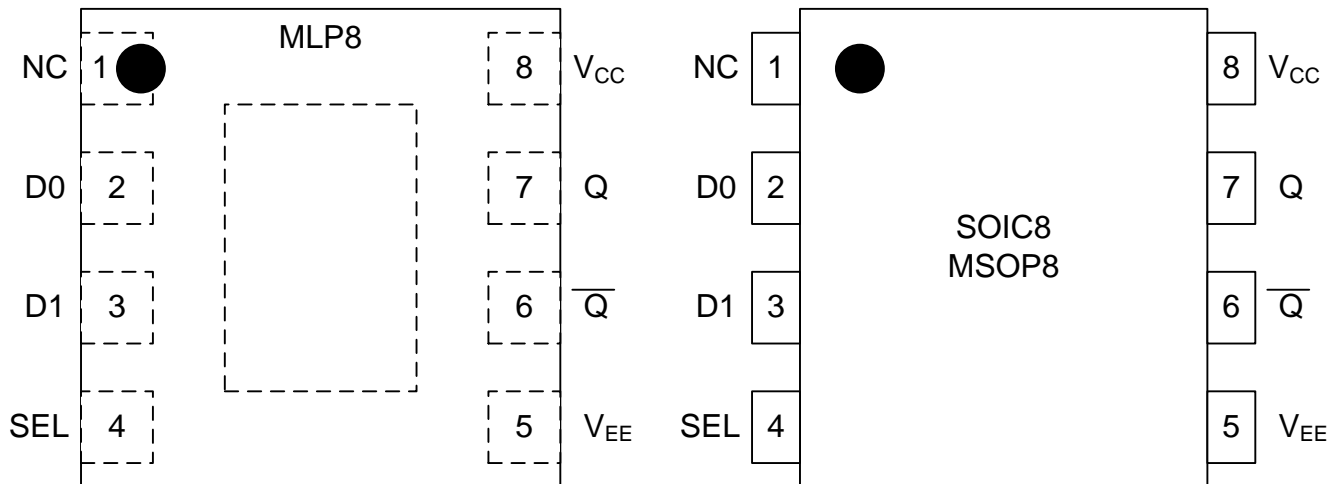 MLP8
NC 1 8 VCC
D0 2 7 Q
D1 3 6 Q̅
SEL 4 5 VEE
NC 1 8 VCC
D0 2 7 Q
SOIC8
MSOP8
D1 3 6 Q̅
SEL 4 5 VEE